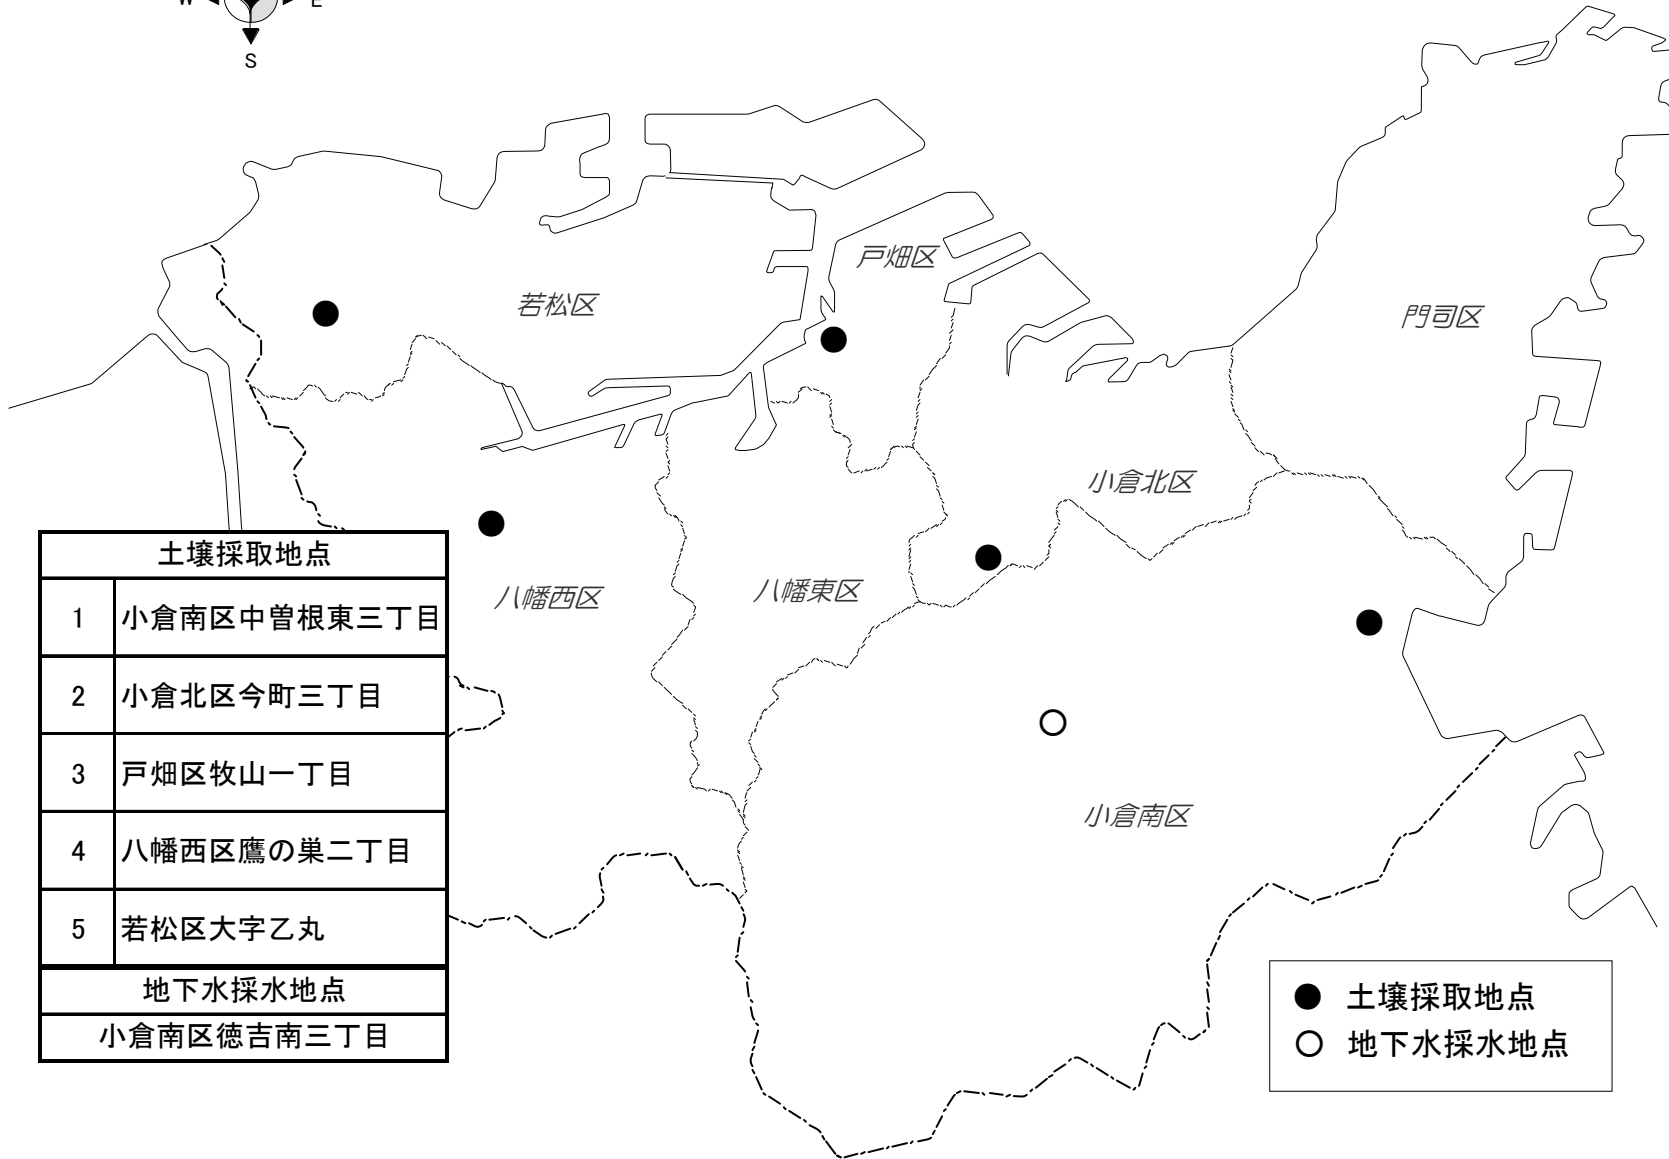 W E
S
戸畑区
若松区
門司区
小倉北区
八幡西区
八幡東区
小倉南区
土壌採取地点
1 小倉南区中曽根東三丁目
2 小倉北区今町三丁目
3 戸畑区牧山一丁目
4 八幡西区鷹の巣二丁目
5 若松区大字乙丸
地下水採水地点
小倉南区徳吉南三丁目
● 土壌採取地点
○ 地下水採水地点